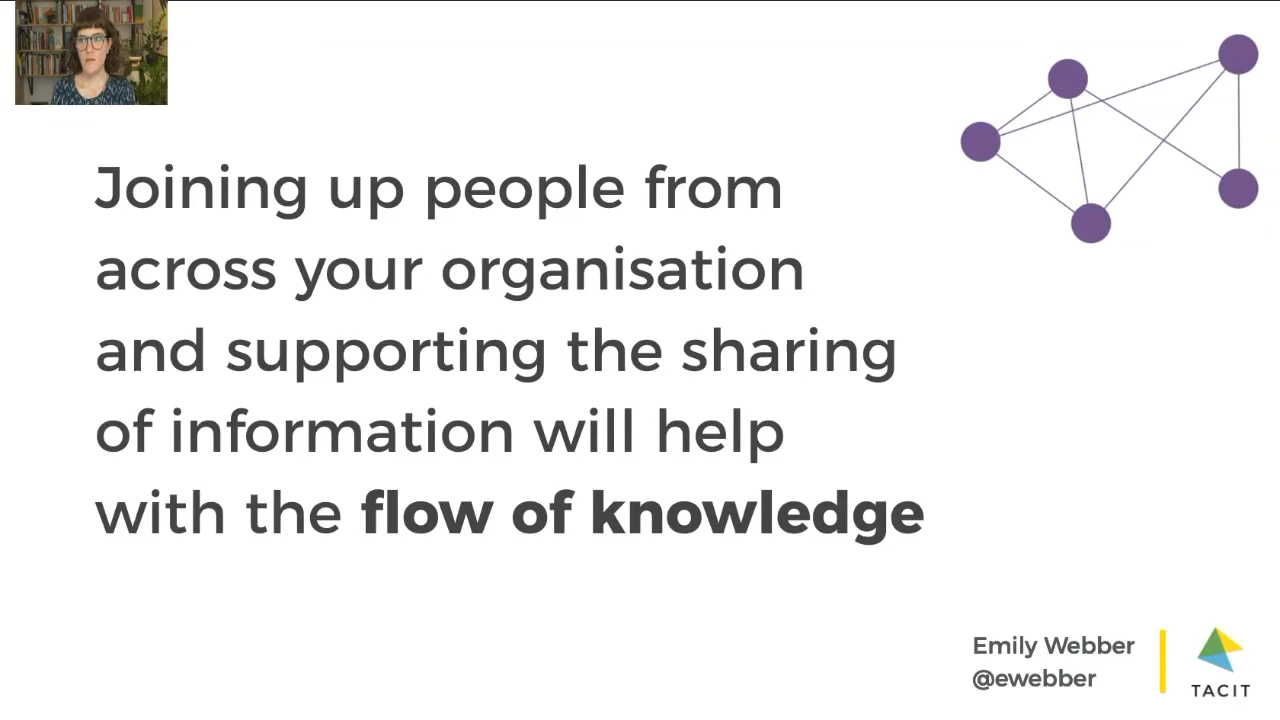 Joining up people from
across your organisation
and supporting the sharing
of information will help
with the flow of knowledge
Emily Webber
@ewebber
TACIT